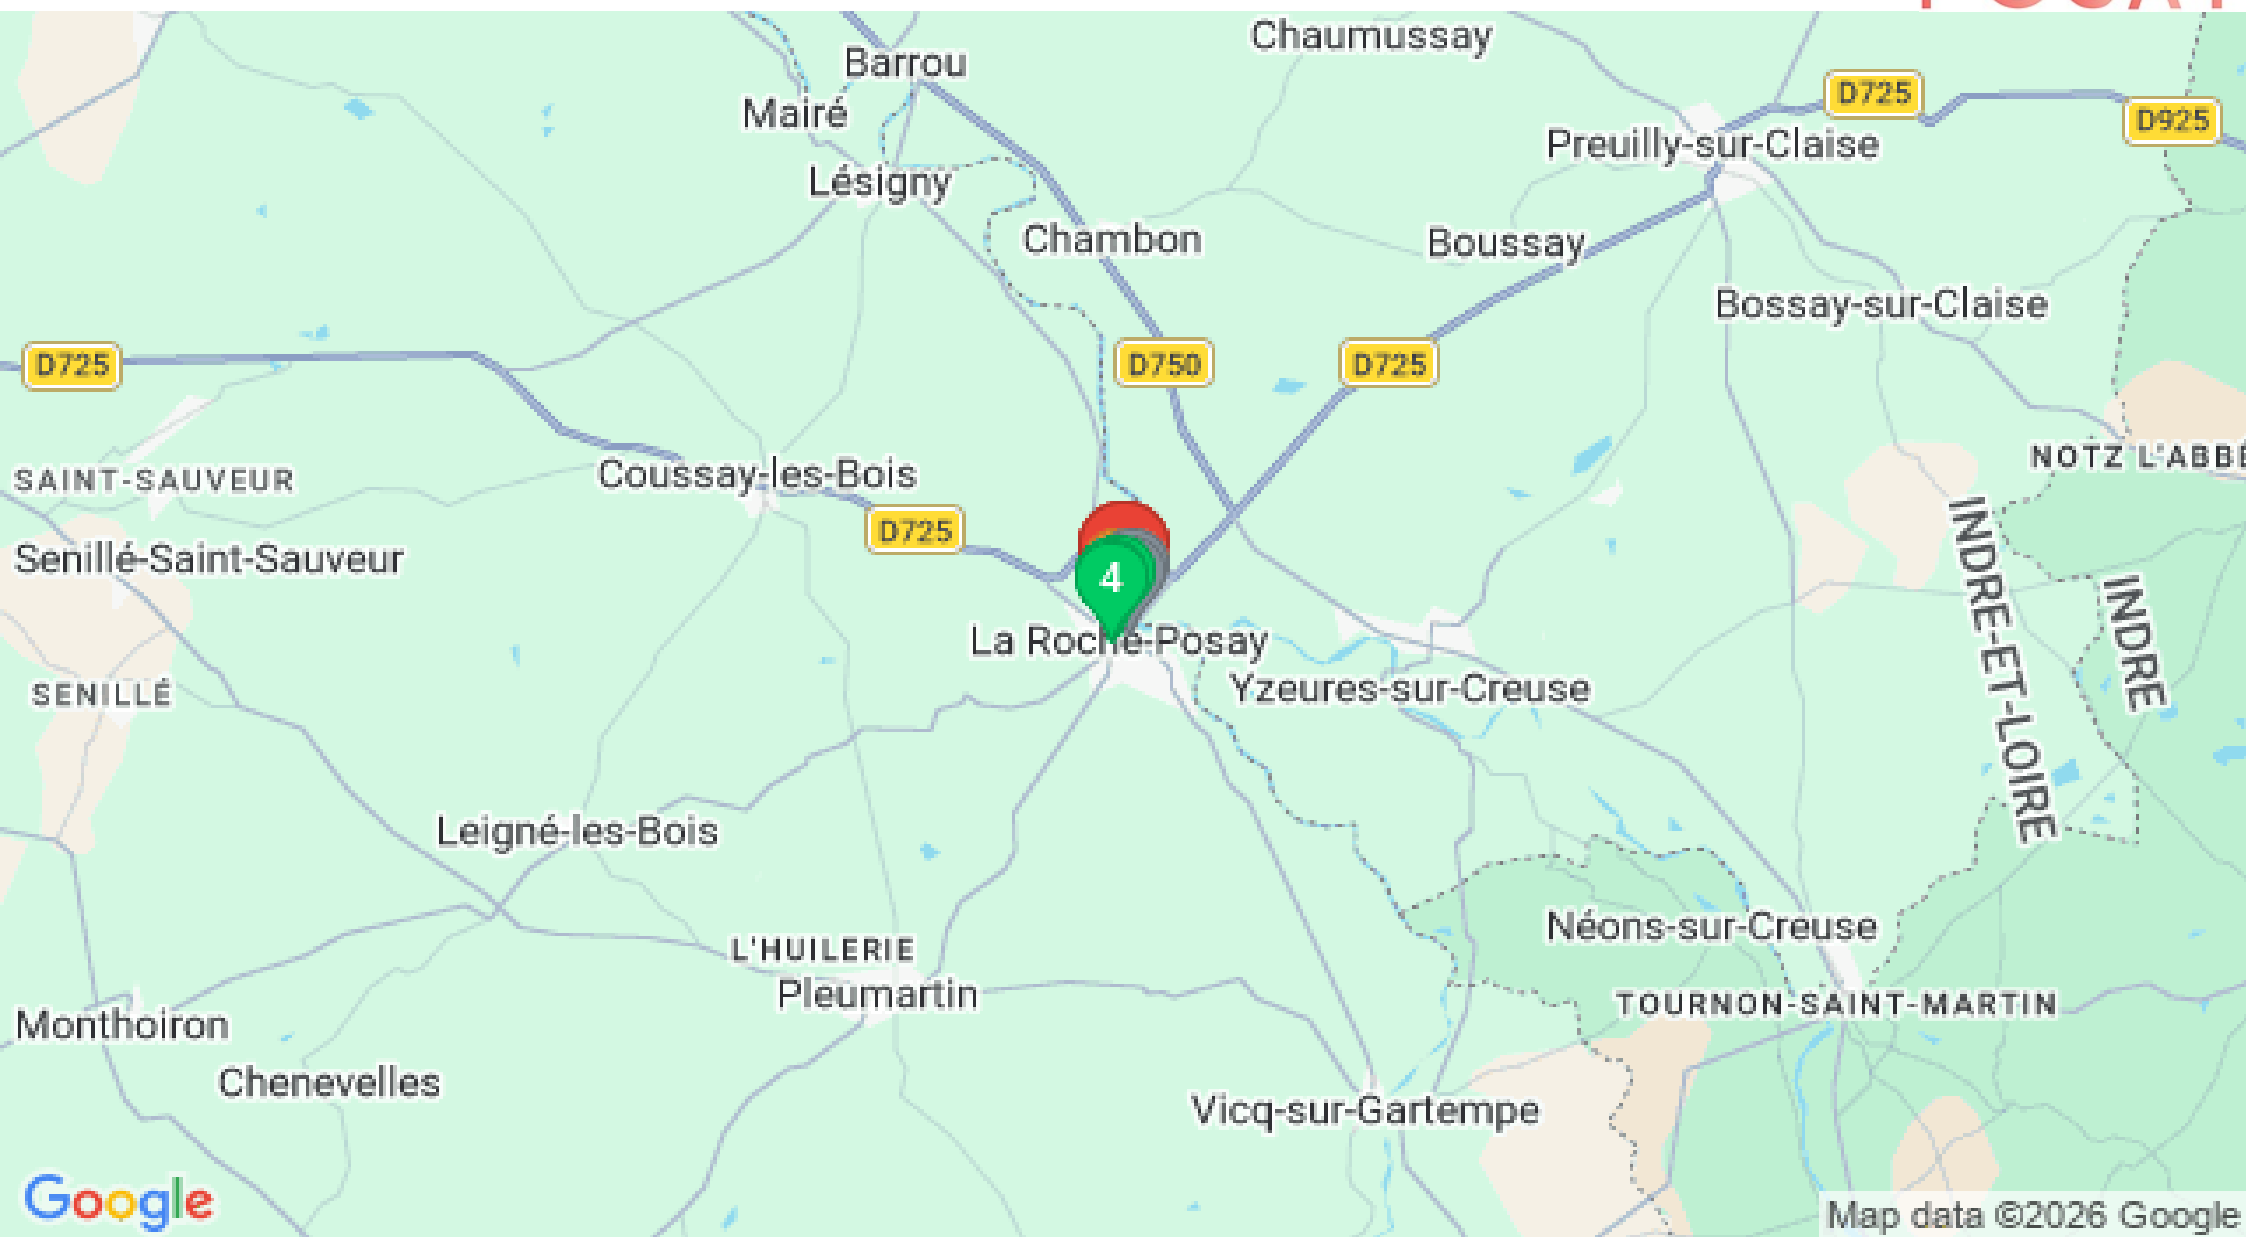 Chaumussay
Barrou
D725
Mairé
D925
Preuilly-sur-Claise
Lésigny
Chambon
Boussay
Bossay-sur-Claise
D725
D750
D725
NOTZ L'ABBÉ
Coussay-les-Bois
SAINT-SAUVEUR
D725
Senillé-Saint-Sauveur
4
INDRE-ET-LOIRE
INDRE
La Roche-Posay
Yzeures-sur-Creuse
SENILLÉ
Leigné-les-Bois
Néons-sur-Creuse
L'HUILERIE
Pleumartin
TOURNON-SAINT-MARTIN
Monthoiron
Chenevelles
Vicq-sur-Gartempe
Google
Map data ©2026 Google